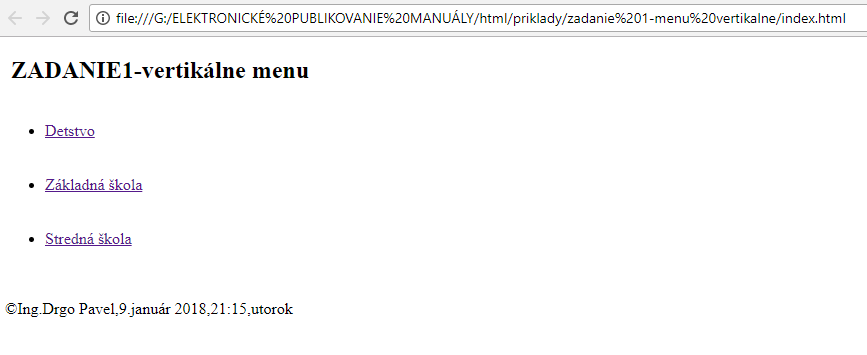 file:///G:/ELEKTRONICKÉ%20PUBLIKOVANIE%20MANUÁLY/html/priklady/zadanie%201-menu%20vertikalne/index.html
ZADANIE1-vertikálne menu
Detstvo
Základná škola
Stredná škola
©Ing.Drgo Pavel,9.január 2018,21:15,utorok